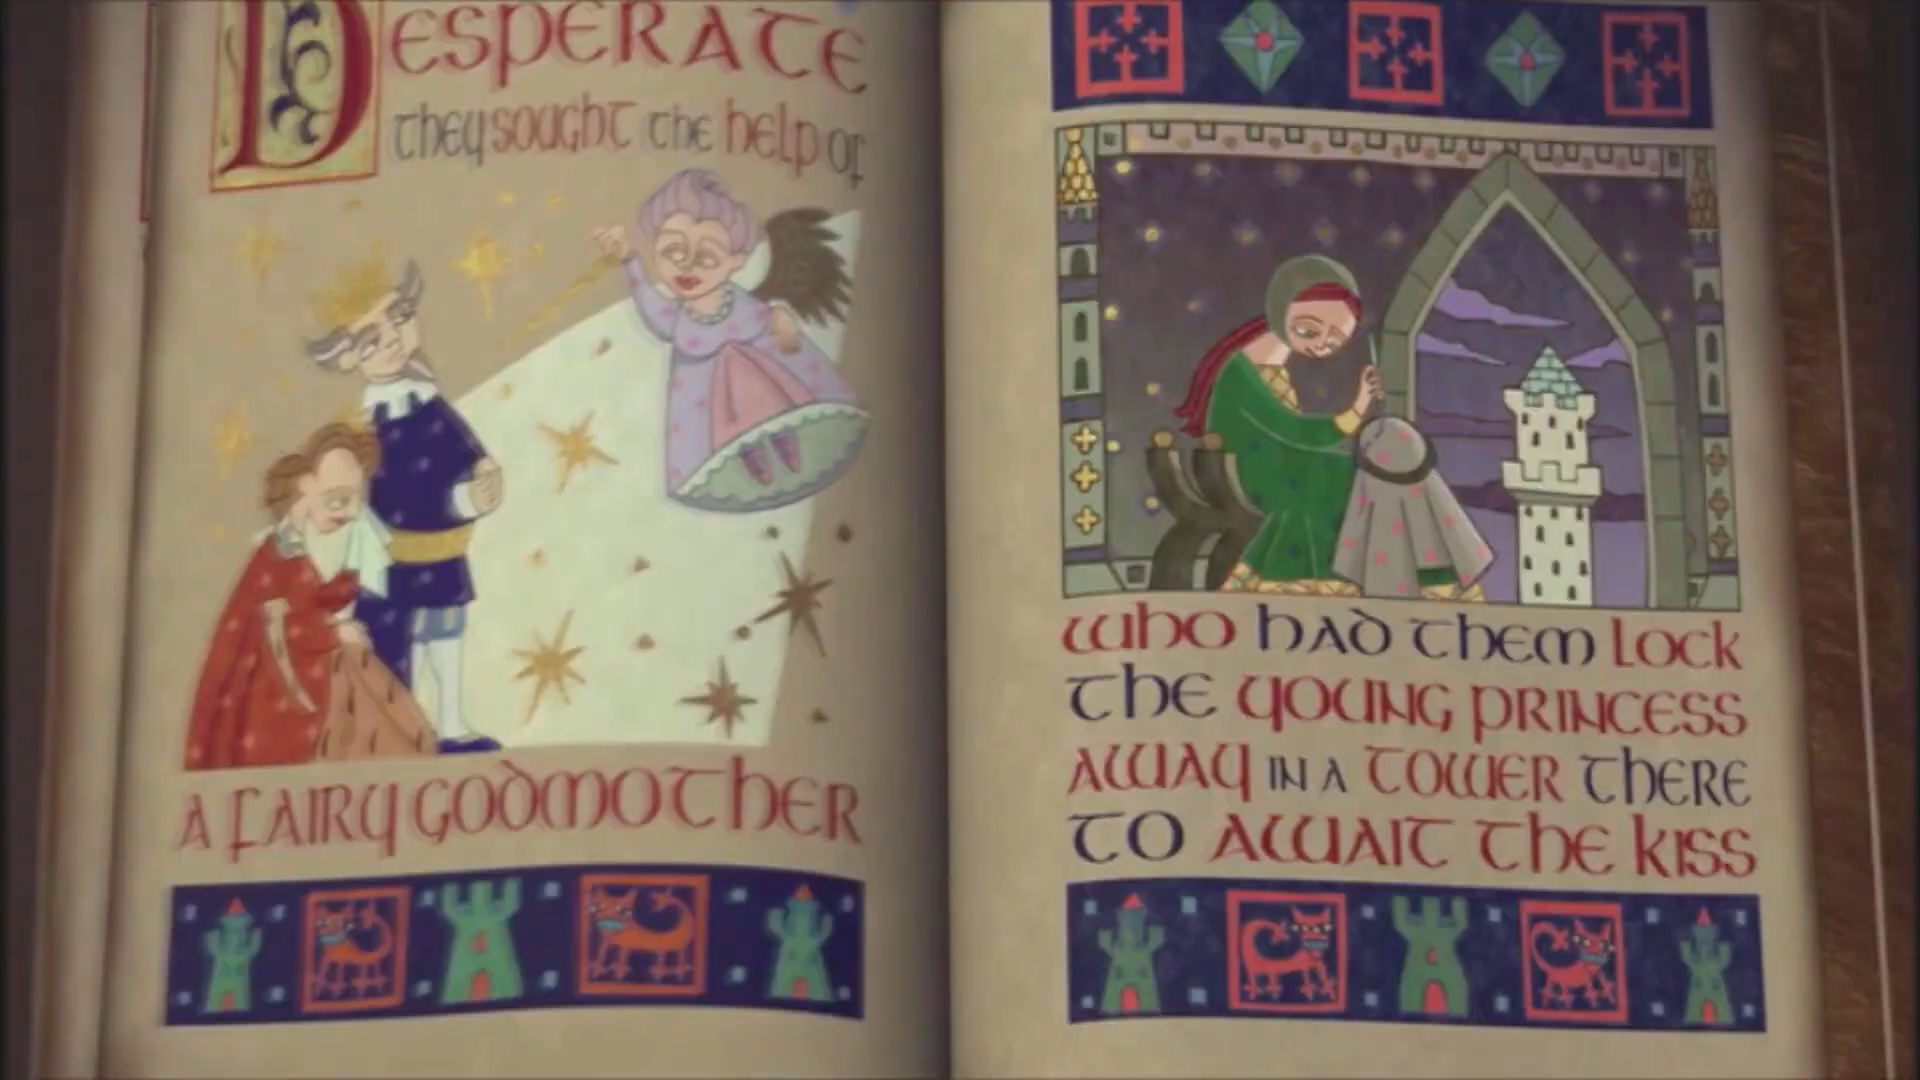 DESPERATE
they sought the help of
A FAIRY GODMOTHER
who had them lock
the young princess
away in a tower there
to await the kiss